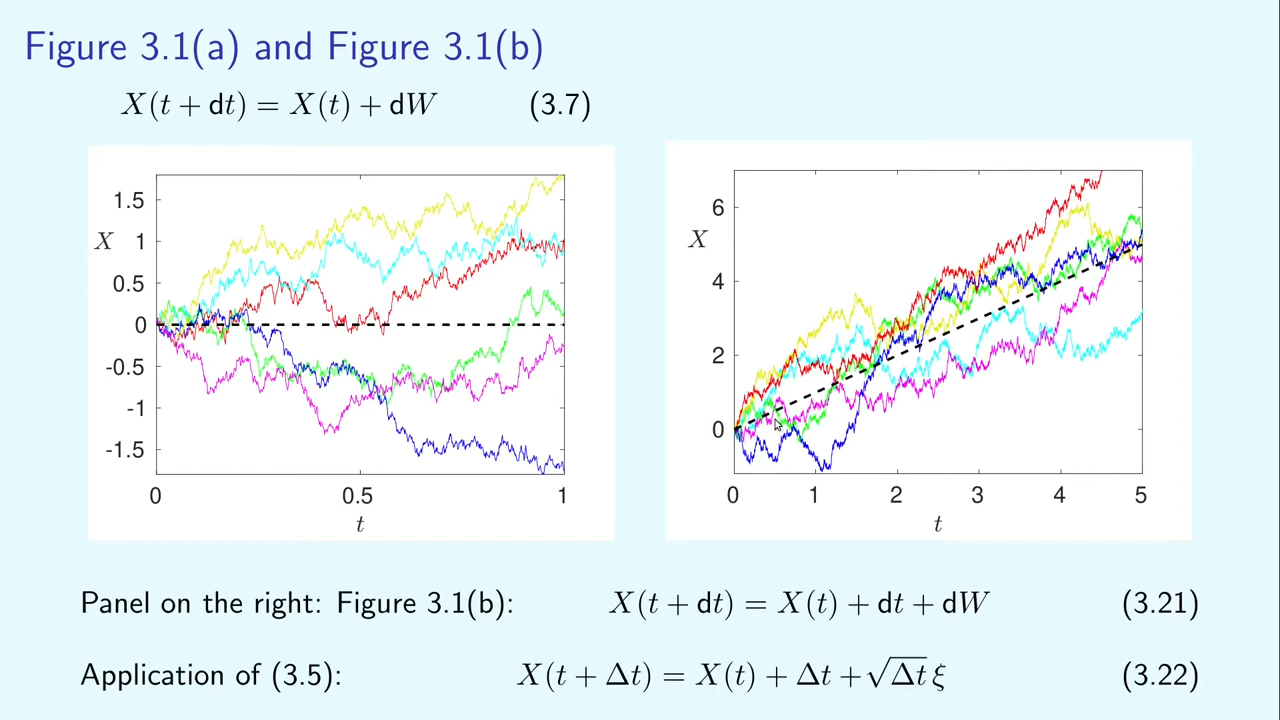 Figure 3.1(a) and Figure 3.1(b)
X(t + dt) = X(t) + dW (3.7)
1.5
1
0.5
0
-0.5
-1
-1.5
X
0 0.5 1
t
6
4
2
0
X
0 1 2 3 4 5
t
Panel on the right: Figure 3.1(b): X(t + dt) = X(t) + dt + dW (3.21)
Application of (3.5): X(t + Δt) = X(t) + Δt + √Δt ξ (3.22)